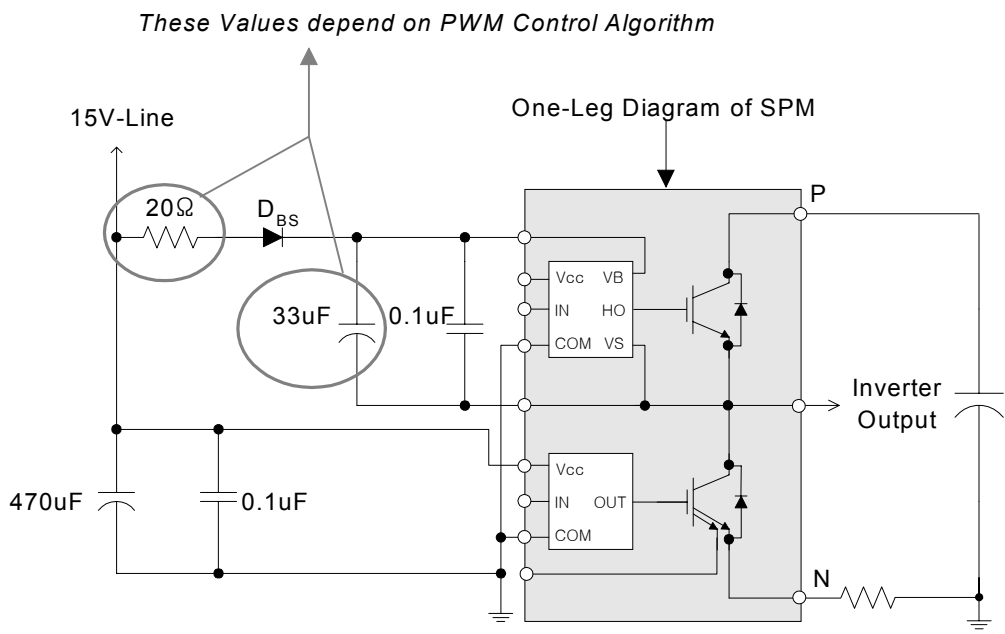 These Values depend on PWM Control Algorithm
15V-Line
One-Leg Diagram of SPM
P
20Ω
DBS
Vcc VB
33uF 0.1uF
IN HO
COM VS
Inverter
Output
Vcc
470uF 0.1uF
IN OUT
COM
N